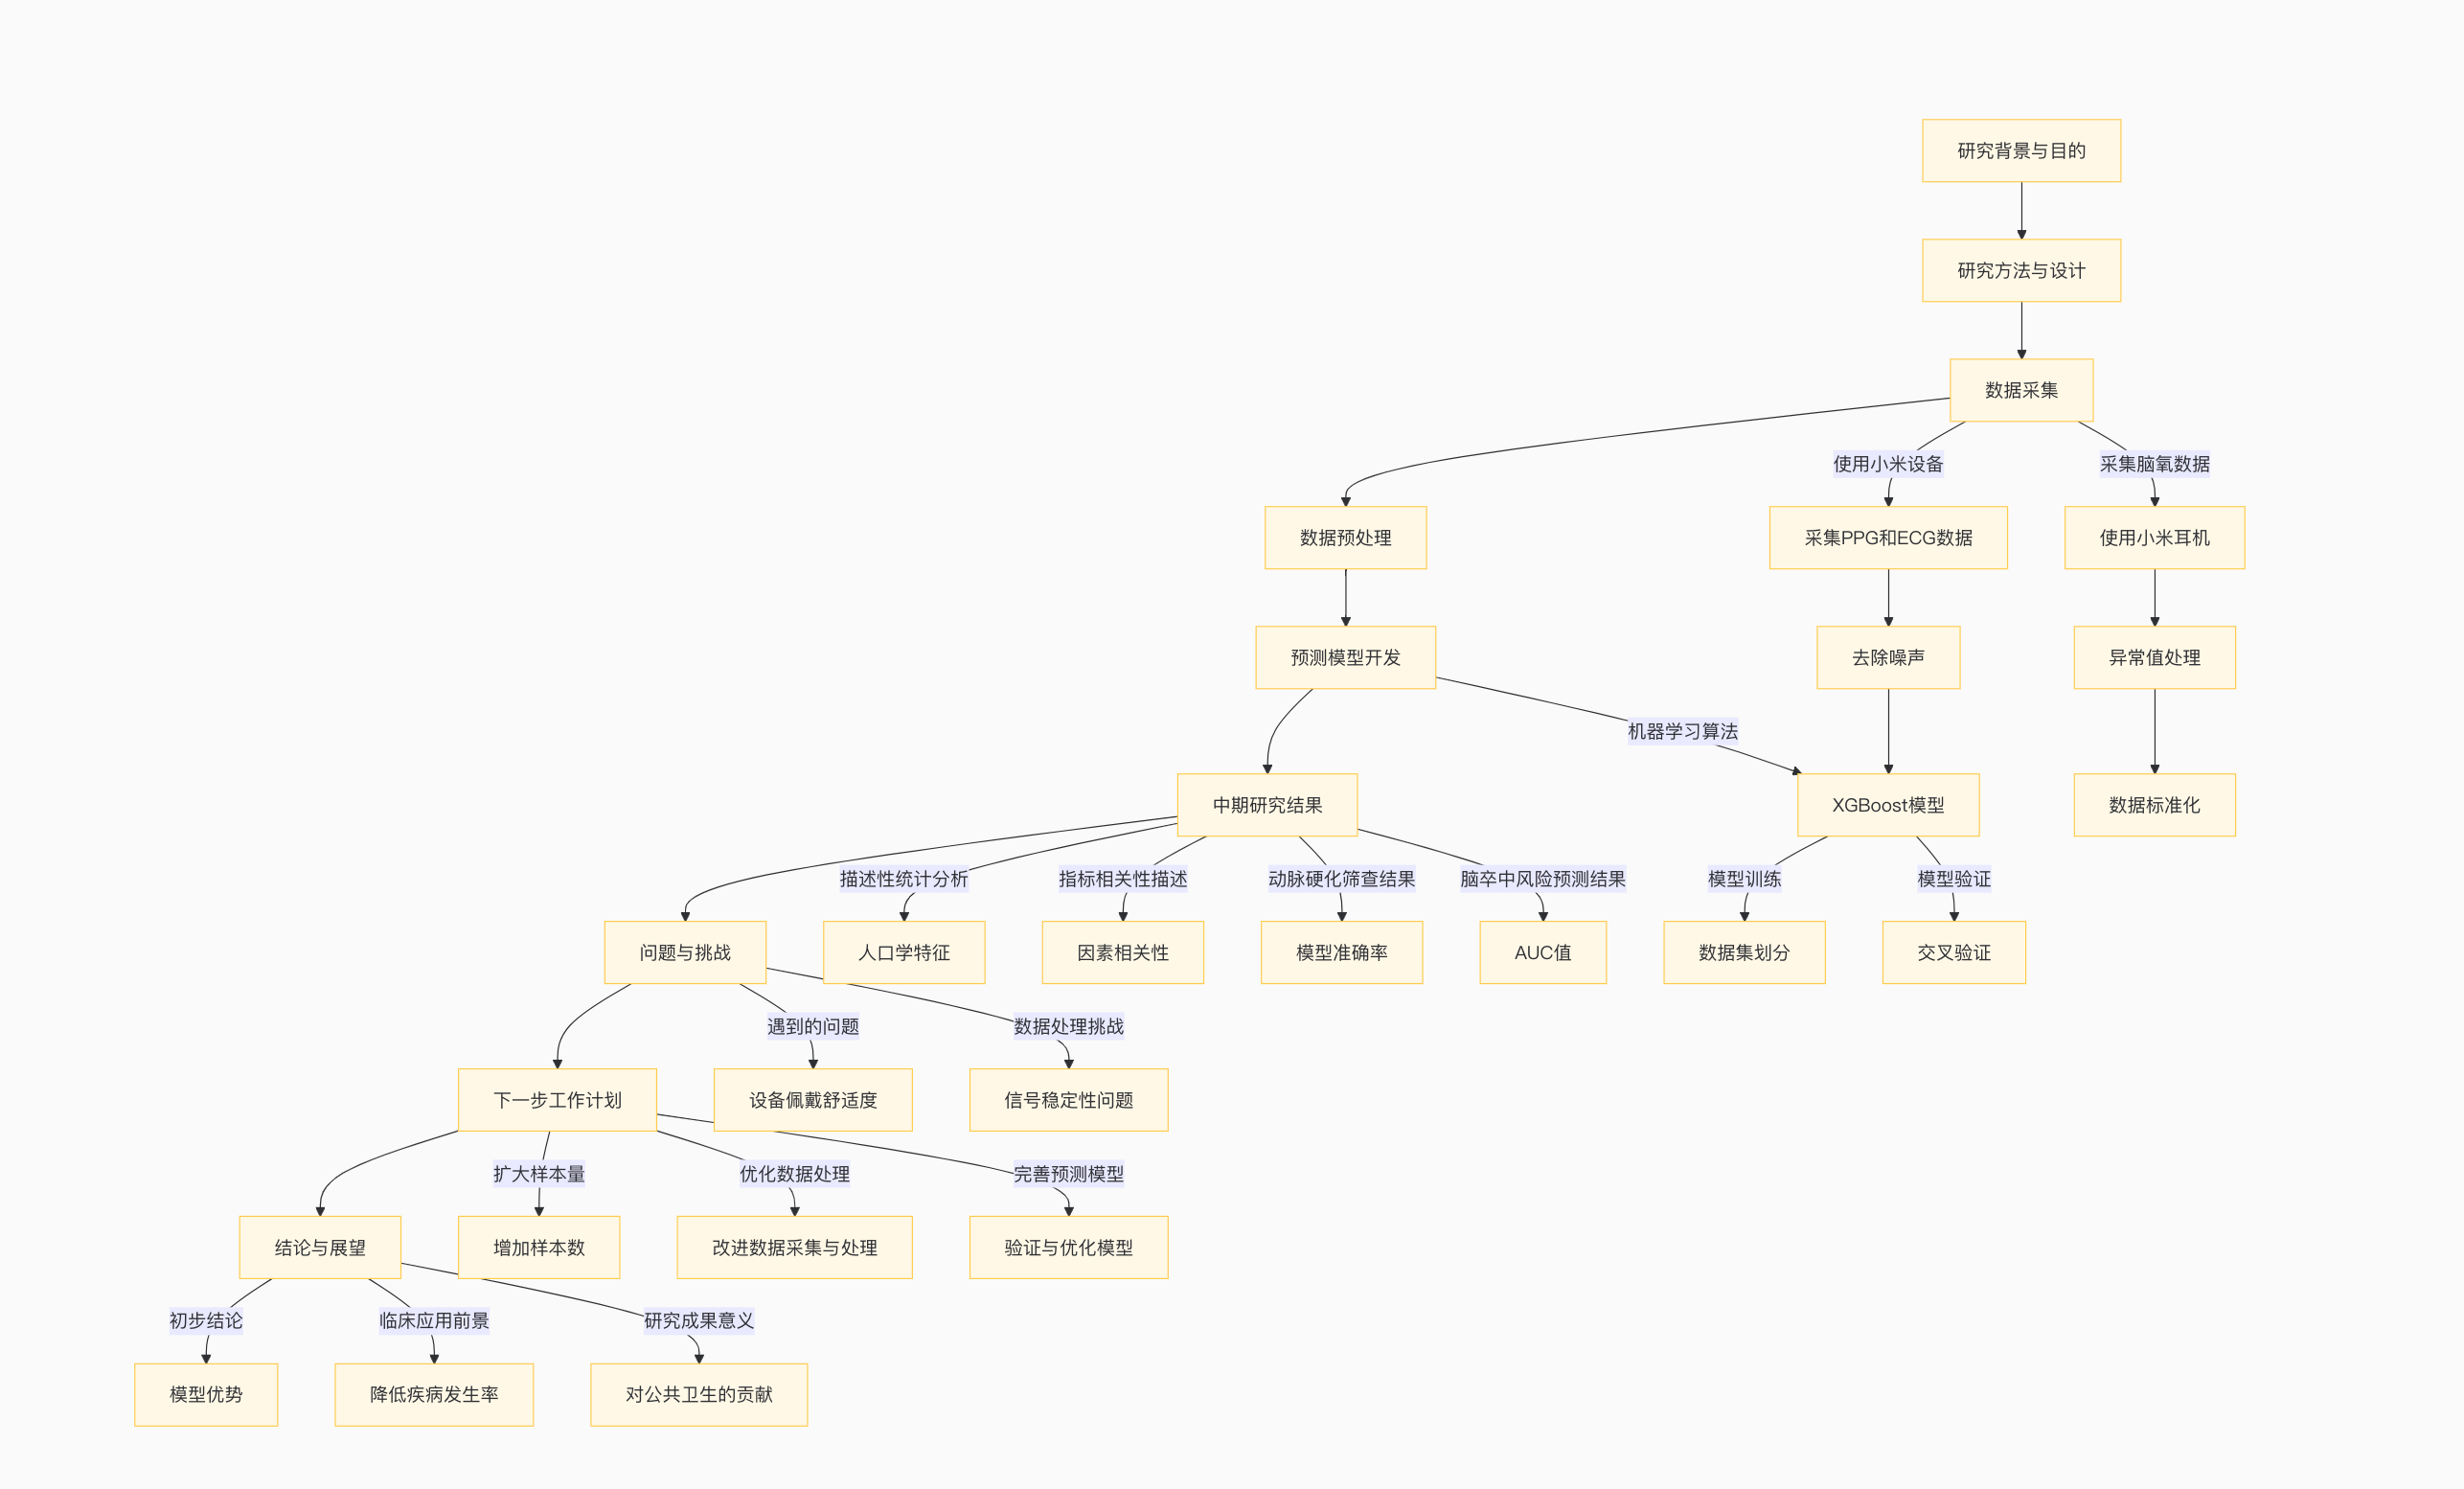 研究背景与目的
研究方法与设计
数据采集
使用小米设备
采集脑氧数据
数据预处理
采集PPG和ECG数据
使用小米耳机
预测模型开发
去除噪声
异常值处理
机器学习算法
中期研究结果
XGBoost模型
数据标准化
描述性统计分析
指标相关性描述
动脉硬化筛查结果
脑卒中风险预测结果
模型训练
模型验证
问题与挑战
人口学特征
因素相关性
模型准确率
AUC值
数据集划分
交叉验证
遇到的问题
数据处理挑战
下一步工作计划
设备佩戴舒适度
信号稳定性问题
扩大样本量
优化数据处理
完善预测模型
结论与展望
增加样本数
改进数据采集与处理
验证与优化模型
初步结论
临床应用前景
研究成果意义
模型优势
降低疾病发生率
对公共卫生的贡献